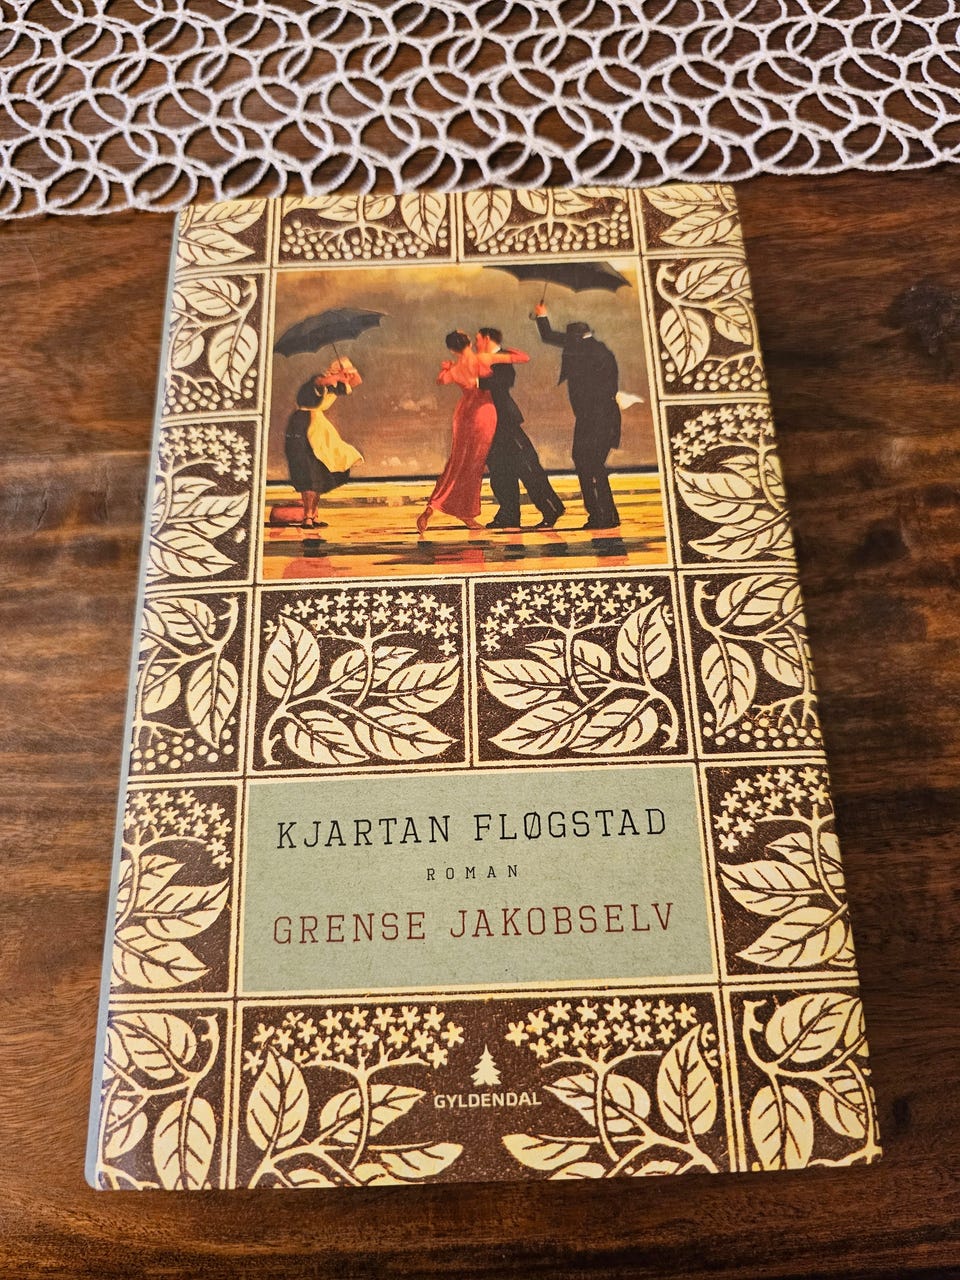 KJARTAN FLØGSTAD
ROMAN
GRENSE JAKOBSELV
GYLDENDAL